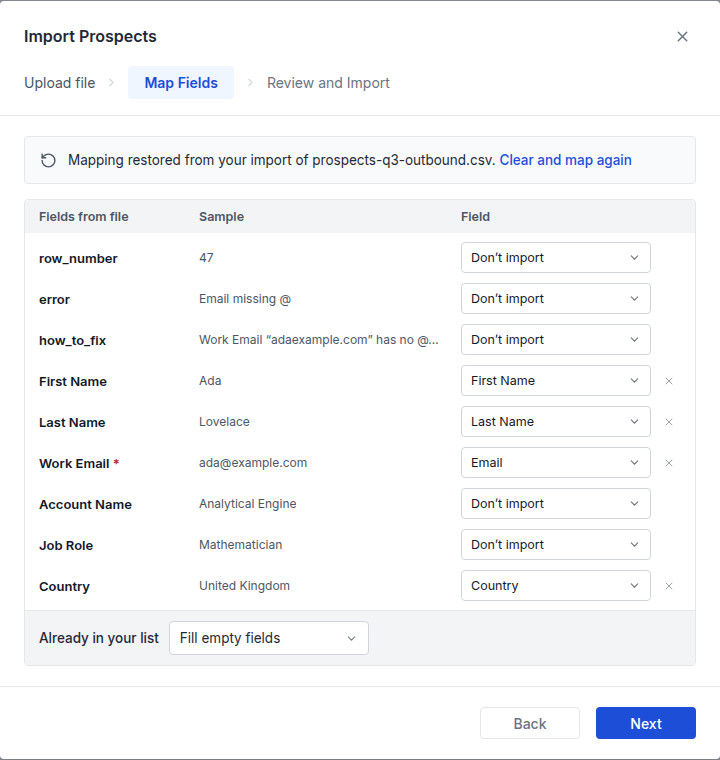 Import Prospects
Upload file
Map Fields
Review and Import
Mapping restored from your import of prospects-q3-outbound.csv. Clear and map again
Fields from file Sample Field
row_number 47 Don’t import
error Email missing @ Don’t import
how_to_fix Work Email “adaexample.com” has no @... Don’t import
First Name Ada First Name
Last Name Lovelace Last Name
Work Email * ada@example.com Email
Account Name Analytical Engine Don’t import
Job Role Mathematician Don’t import
Country United Kingdom Country
Already in your list Fill empty fields
Back Next